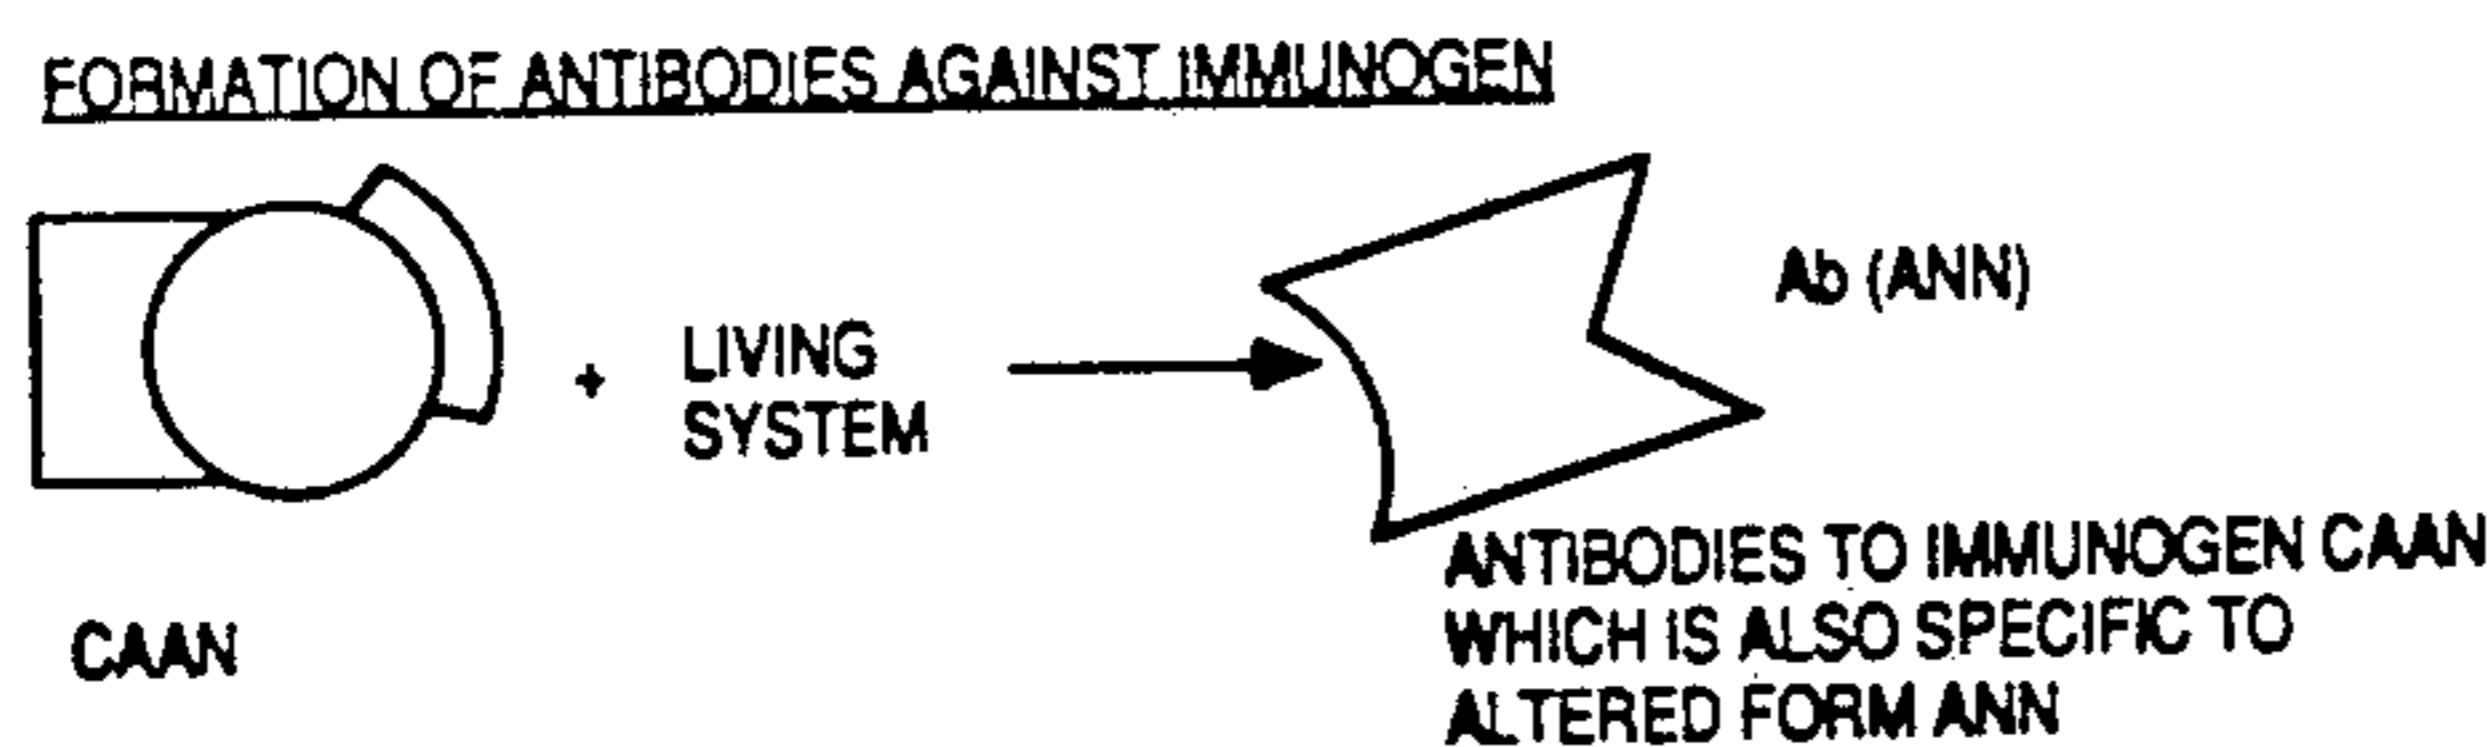 FORMATION OF ANTIBODIES AGAINST IMMUNOGEN
Ab (ANN)
+ LIVING
SYSTEM
CAAN
ANTIBODIES TO IMMUNOGEN CAAN
WHICH IS ALSO SPECIFIC TO
ALTERED FORM ANN